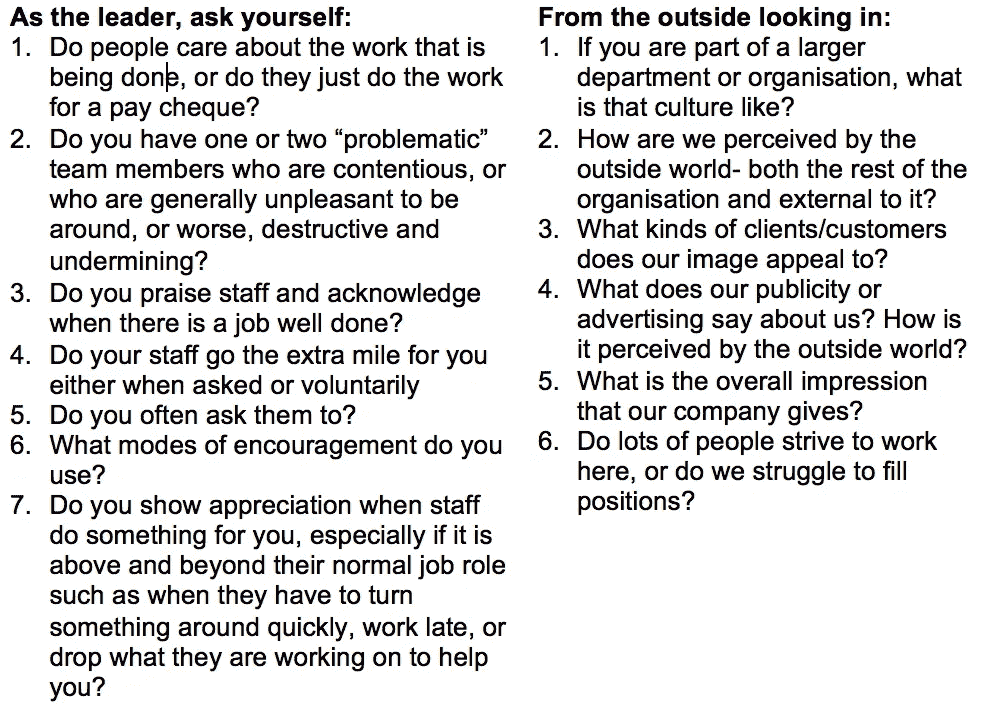 As the leader, ask yourself:
1. Do people care about the work that is
being done, or do they just do the work
for a pay cheque?
2. Do you have one or two “problematic”
team members who are contentious, or
who are generally unpleasant to be
around, or worse, destructive and
undermining?
3. Do you praise staff and acknowledge
when there is a job well done?
4. Do your staff go the extra mile for you
either when asked or voluntarily
5. Do you often ask them to?
6. What modes of encouragement do you
use?
7. Do you show appreciation when staff
do something for you, especially if it is
above and beyond their normal job role
such as when they have to turn
something around quickly, work late, or
drop what they are working on to help
you?
From the outside looking in:
1. If you are part of a larger
department or organisation, what
is that culture like?
2. How are we perceived by the
outside world- both the rest of the
organisation and external to it?
3. What kinds of clients/customers
does our image appeal to?
4. What does our publicity or
advertising say about us? How is
it perceived by the outside world?
5. What is the overall impression
that our company gives?
6. Do lots of people strive to work
here, or do we struggle to fill
positions?